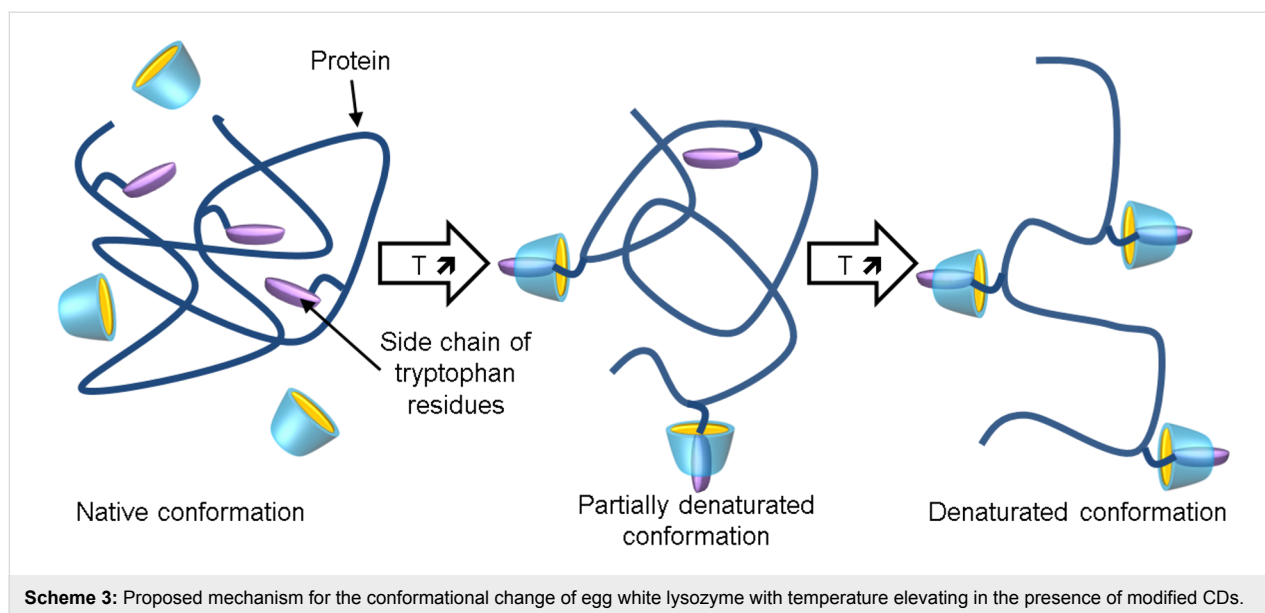 Protein
T ↗
T ↗
Side chain of
tryptophan
residues
Native conformation
Partially denaturated
conformation
Denaturated conformation
Scheme 3: Proposed mechanism for the conformational change of egg white lysozyme with temperature elevating in the presence of modified CDs.